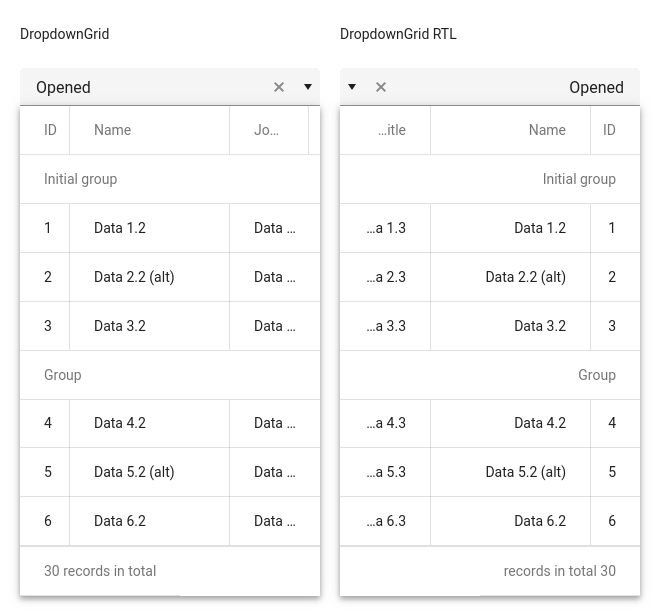 DropdownGrid
Opened
ID Name Jo...
Initial group
1 Data 1.2 Data ...
2 Data 2.2 (alt) Data ...
3 Data 3.2 Data ...
Group
4 Data 4.2 Data ...
5 Data 5.2 (alt) Data ...
6 Data 6.2 Data ...
30 records in total
DropdownGrid RTL
Opened
...itle Name ID
Initial group
...a 1.3 Data 1.2 1
...a 2.3 Data 2.2 (alt) 2
...a 3.3 Data 3.2 3
Group
...a 4.3 Data 4.2 4
...a 5.3 Data 5.2 (alt) 5
...a 6.3 Data 6.2 6
records in total 30